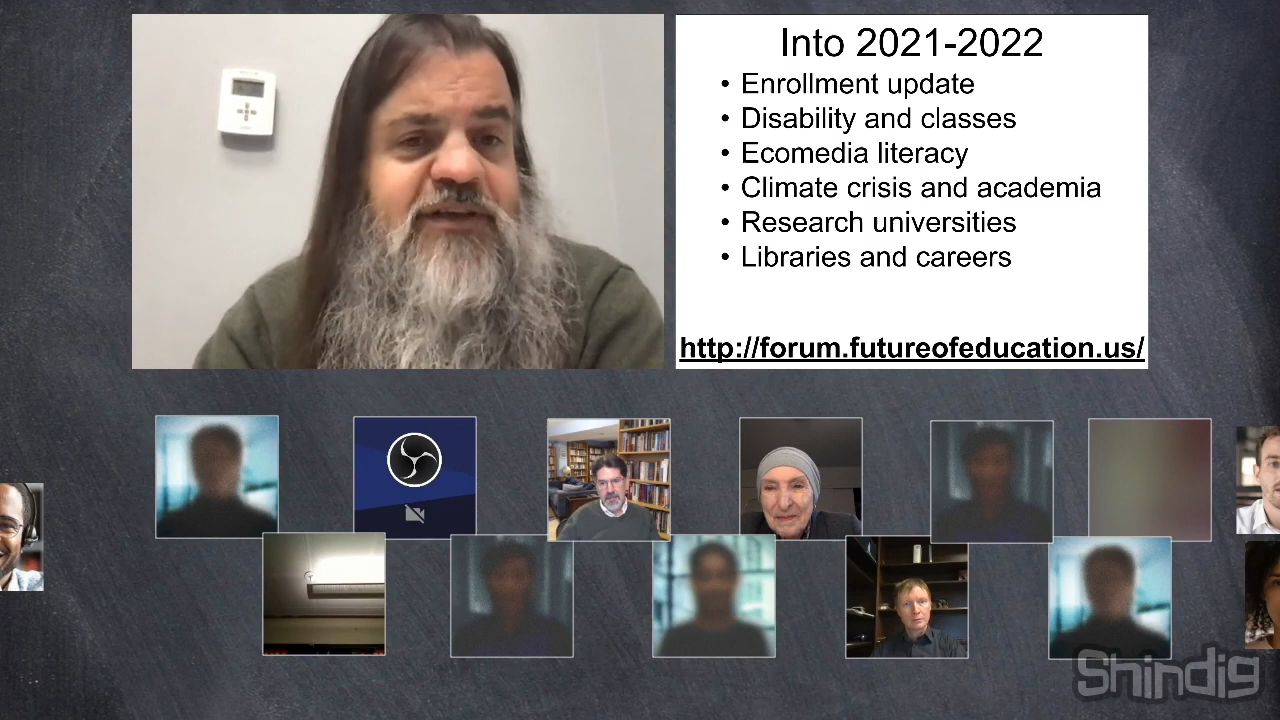 Into 2021-2022
• Enrollment update
• Disability and classes
• Ecomedia literacy
• Climate crisis and academia
• Research universities
• Libraries and careers
http://forum.futureofeducation.us/
Shindig